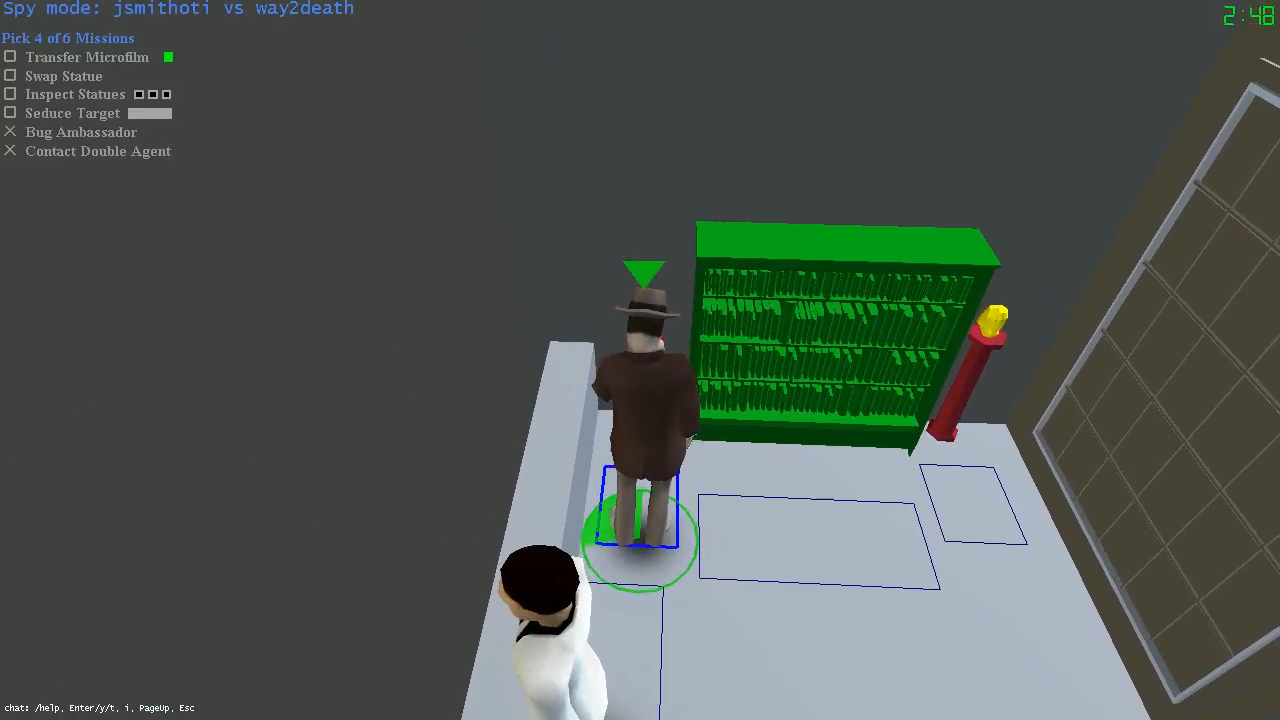 Spy mode: jsmithoti vs way2death
2:48
Pick 4 of 6 Missions
Transfer Microfilm
Swap Statue
Inspect Statues
Seduce Target
Bug Ambassador
Contact Double Agent
chat: /help, Enter/y/t, i, PageUp, Esc